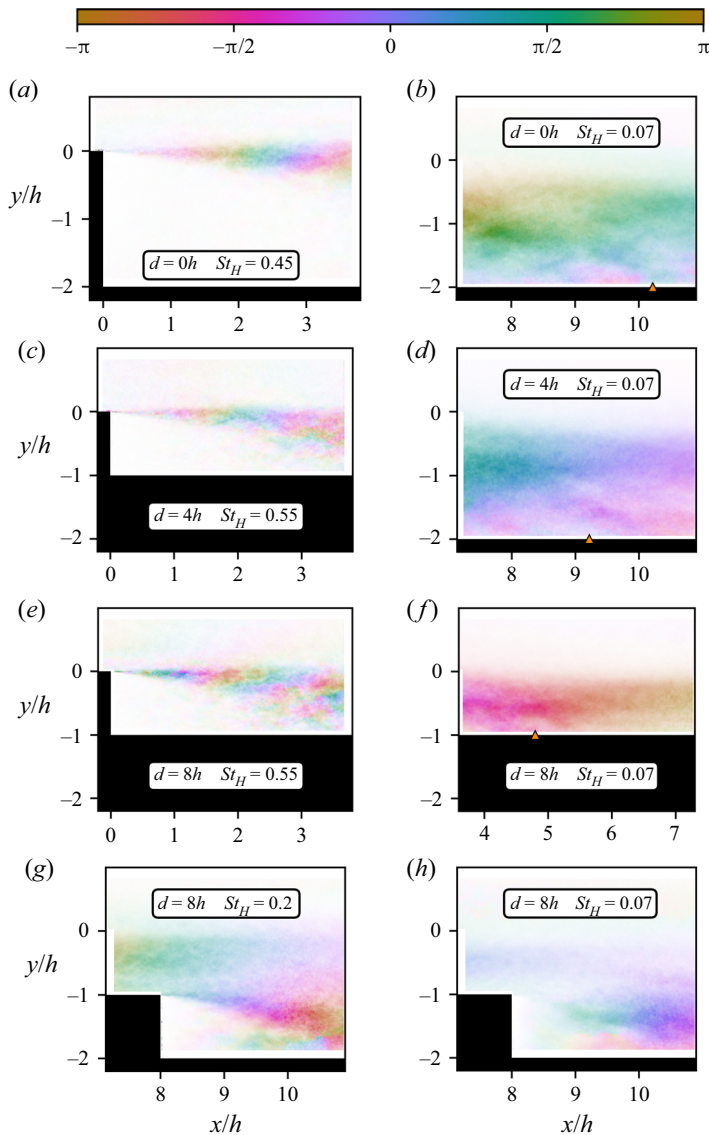 −π −π/2 0 π/2 π
(a) (b)
d = 0h St_H = 0.45
d = 0h St_H = 0.07
y/h
0
−1
−2
0 1 2 3
0
−1
−2
8 9 10
(c) (d)
d = 4h St_H = 0.55
d = 4h St_H = 0.07
y/h
0
−1
−2
0 1 2 3
0
−1
−2
8 9 10
(e) (f)
d = 8h St_H = 0.55
d = 8h St_H = 0.07
y/h
0
−1
−2
0 1 2 3
0
−1
−2
4 5 6 7
(g) (h)
d = 8h St_H = 0.2
d = 8h St_H = 0.07
y/h
0
−1
−2
8 9 10
0
−1
−2
8 9 10
x/h x/h